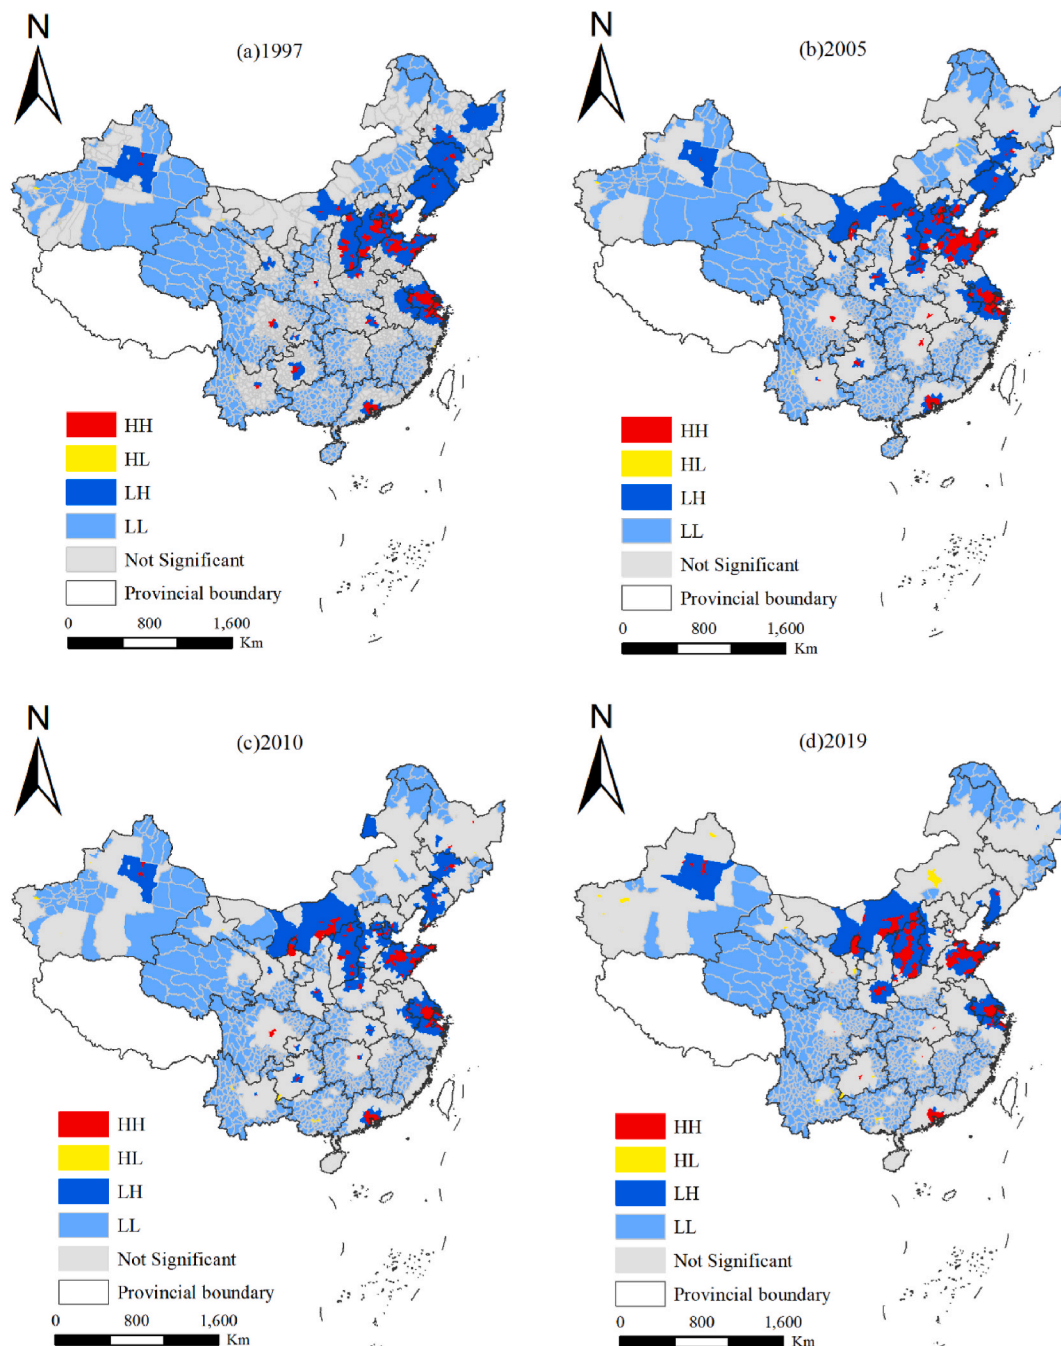 N
(a)1997
HH
HL
LH
LL
Not Significant
Provincial boundary
0 800 1,600
Km
N
(b)2005
HH
HL
LH
LL
Not Significant
Provincial boundary
0 800 1,600
Km
N
(c)2010
HH
HL
LH
LL
Not Significant
Provincial boundary
0 800 1,600
Km
N
(d)2019
HH
HL
LH
LL
Not Significant
Provincial boundary
0 800 1,600
Km